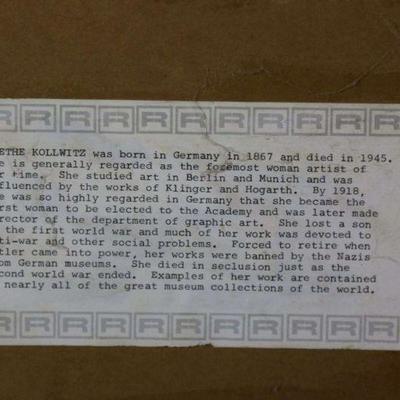 R R R R R R R R R
ETHE KOLLWITZ was born in Germany in 1867 and died in 1945.
e is generally regarded as the foremost woman artist of
r time. She studied art in Berlin and Munich and was
fluenced by the works of Klinger and Hogarth. By 1918,
e was so highly regarded in Germany that she became the
rst woman to be elected to the Academy and was later made
rector of the department of graphic art. She lost a son
the first world war and much of her work was devoted to
ti-war and other social problems. Forced to retire when
tler came into power, her works were banned by the Nazis
om German museums. She died in seclusion just as the
cond world war ended. Examples of her work are contained
nearly all of the great museum collections of the world.
R R R R R R R R R